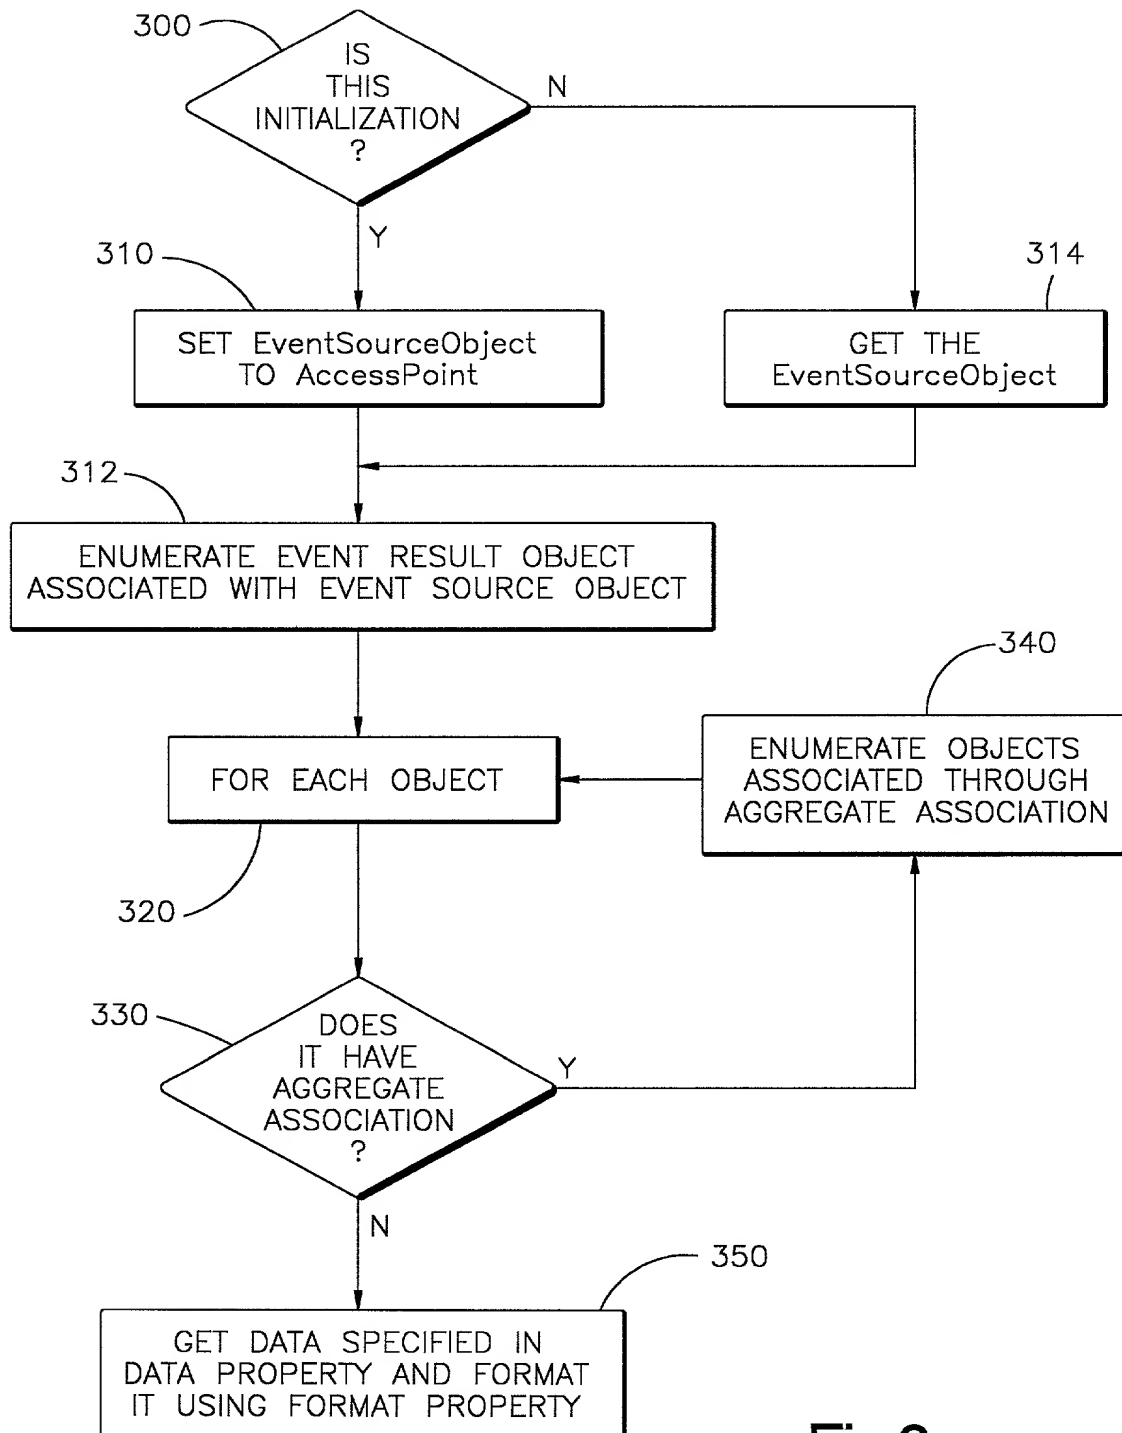 300
IS
THIS
INITIALIZATION
?
N
Y
310
314
SET EventSourceObject
TO AccessPoint
GET THE
EventSourceObject
312
ENUMERATE EVENT RESULT OBJECT
ASSOCIATED WITH EVENT SOURCE OBJECT
340
ENUMERATE OBJECTS
ASSOCIATED THROUGH
AGGREGATE ASSOCIATION
FOR EACH OBJECT
320
330
DOES
IT HAVE
AGGREGATE
ASSOCIATION
?
Y
N
350
GET DATA SPECIFIED IN
DATA PROPERTY AND FORMAT
IT USING FORMAT PROPERTY